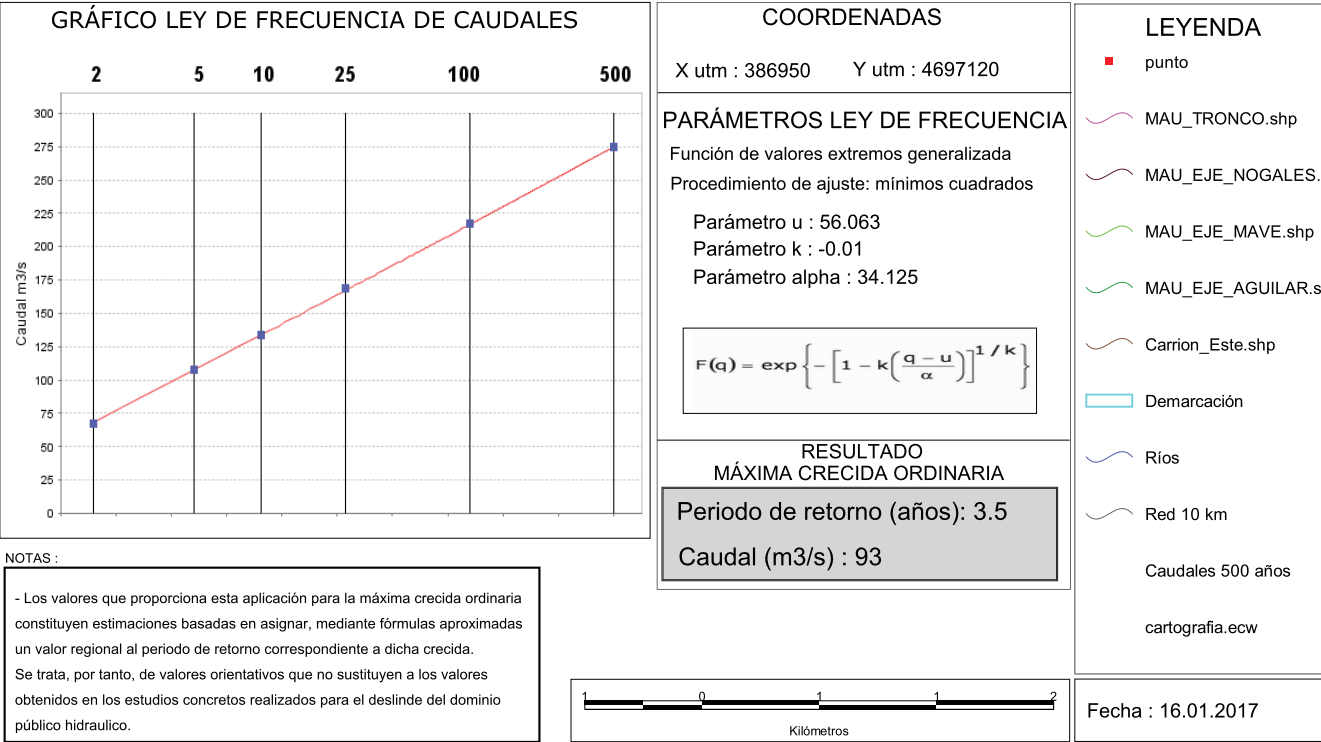 GRÁFICO LEY DE FRECUENCIA DE CAUDALES
2 5 10 25 100 500
300
275
250
225
200
175
150
125
100
75
50
25
0
Caudal m3/s
NOTAS :
- Los valores que proporciona esta aplicación para la máxima crecida ordinaria
constituyen estimaciones basadas en asignar, mediante fórmulas aproximadas
un valor regional al periodo de retorno correspondiente a dicha crecida.
Se trata, por tanto, de valores orientativos que no sustituyen a los valores
obtenidos en los estudios concretos realizados para el deslinde del dominio
público hidraulico.
COORDENADAS
X utm : 386950 Y utm : 4697120
PARÁMETROS LEY DE FRECUENCIA
Función de valores extremos generalizada
Procedimiento de ajuste: mínimos cuadrados
Parámetro u : 56.063
Parámetro k : -0.01
Parámetro alpha : 34.125
F(q) = exp{-[1 - k((q - u)/α)]^1/k}
RESULTADO
MÁXIMA CRECIDA ORDINARIA
Periodo de retorno (años): 3.5
Caudal (m3/s) : 93
1 0 1 1 2
Kilómetros
LEYENDA
punto
MAU_TRONCO.shp
MAU_EJE_NOGALES.
MAU_EJE_MAVE.shp
MAU_EJE_AGUILAR.s
Carrion_Este.shp
Demarcación
Ríos
Red 10 km
Caudales 500 años
cartografia.ecw
Fecha : 16.01.2017